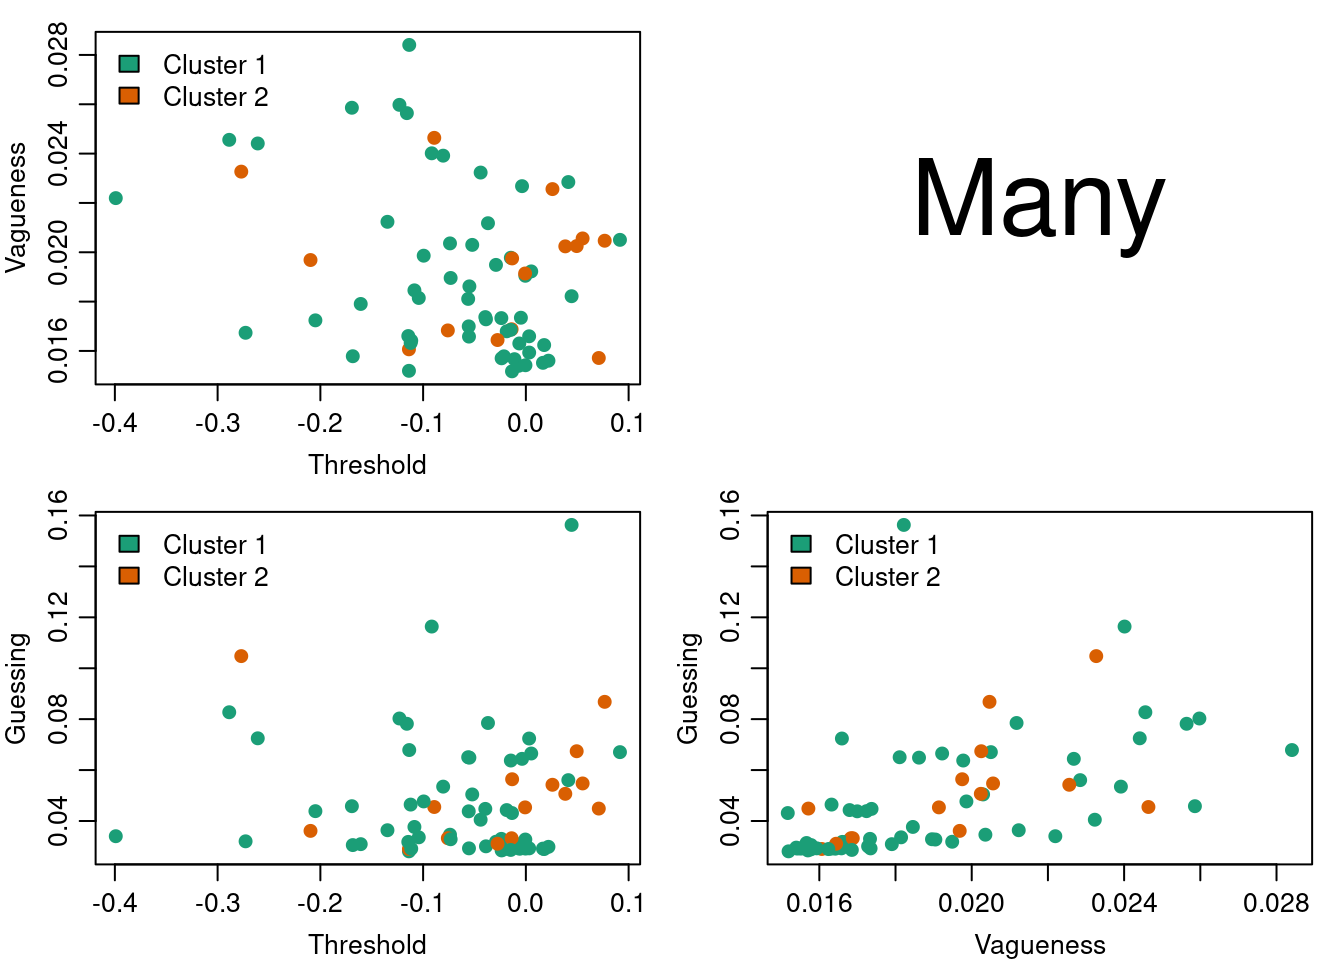 0.028
0.024
0.020
0.016
Vagueness
Cluster 1
Cluster 2
-0.4 -0.3 -0.2 -0.1 0.0 0.1
Threshold
Many
0.16
0.12
0.08
0.04
Guessing
Cluster 1
Cluster 2
-0.4 -0.3 -0.2 -0.1 0.0 0.1
Threshold
0.16
0.12
0.08
0.04
Guessing
Cluster 1
Cluster 2
0.016 0.020 0.024 0.028
Vagueness